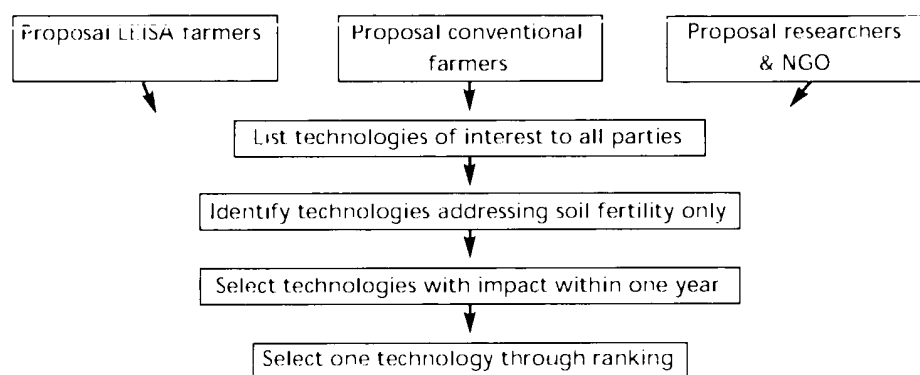 Proposal LEISA farmers
Proposal conventional
farmers
Proposal researchers
& NGO
List technologies of interest to all parties
Identify technologies addressing soil fertility only
Select technologies with impact within one year
Select one technology through ranking